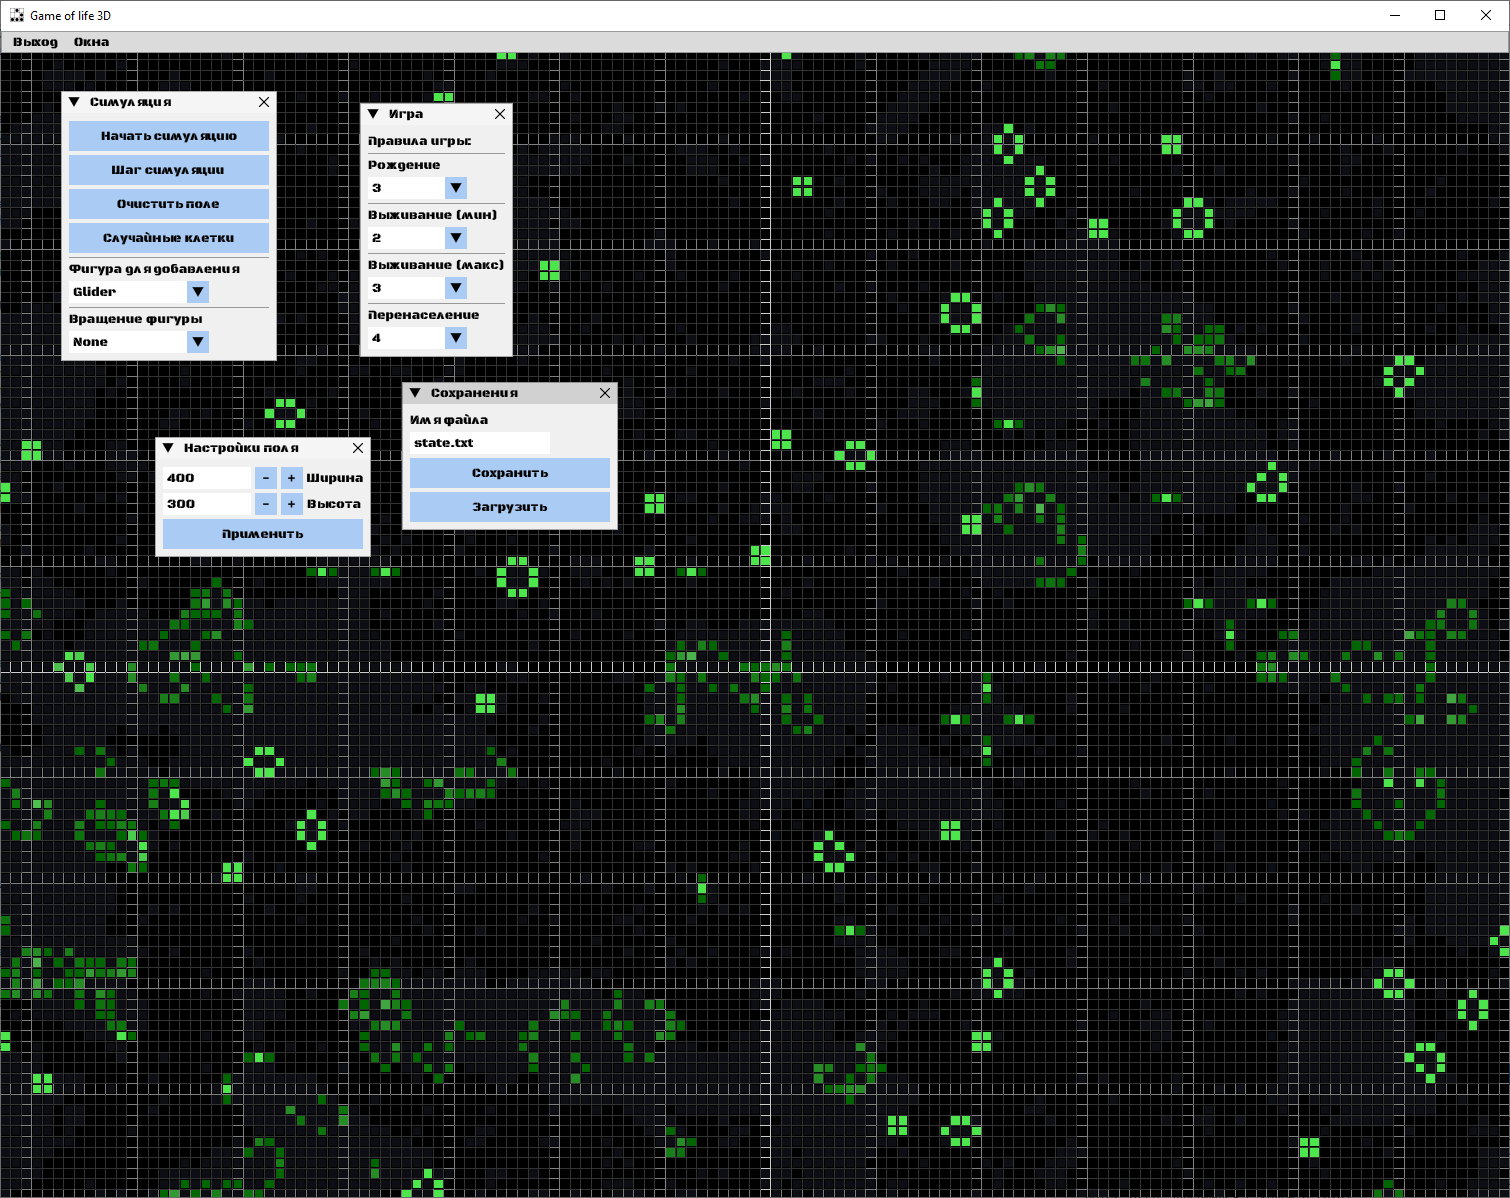 Game of life 3D
Выход Окна
Симуляция
Начать симуляцию
Шаг симуляции
Очистить поле
Случайные клетки
Фигура для добавления
Glider
Вращение фигуры
None
Игра
Правила игры:
Рождение
3
Выживание (мин)
2
Выживание (макс)
3
Перенаселение
4
Сохранения
Имя файла
state.txt
Сохранить
Загрузить
Настройки поля
400 - + Ширина
300 - + Высота
Применить